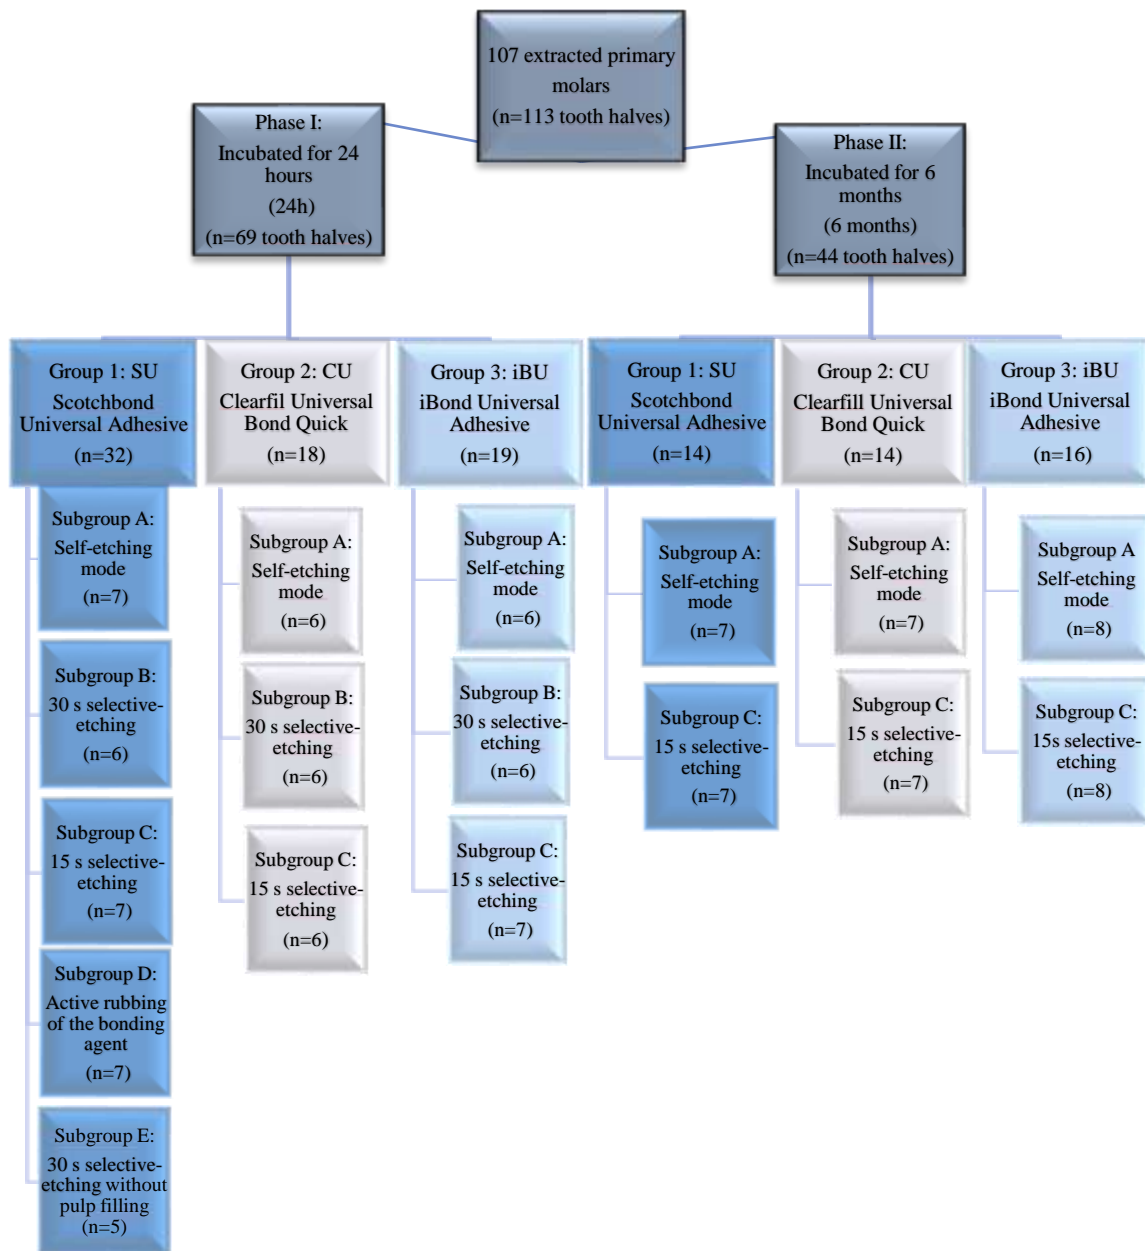 107 extracted primary
molars
(n=113 tooth halves)
Phase I:
Incubated for 24
hours
(24h)
(n=69 tooth halves)
Phase II:
Incubated for 6
months
(6 months)
(n=44 tooth halves)
Group 1: SU
Scotchbond
Universal Adhesive
(n=32)
Group 2: CU
Clearfil Universal
Bond Quick
(n=18)
Group 3: iBU
iBond Universal
Adhesive
(n=19)
Group 1: SU
Scotchbond
Universal Adhesive
(n=14)
Group 2: CU
Clearfill Universal
Bond Quick
(n=14)
Group 3: iBU
iBond Universal
Adhesive
(n=16)
Subgroup A:
Self-etching
mode
(n=7)
Subgroup B:
30 s selective-
etching
(n=6)
Subgroup C:
15 s selective-
etching
(n=7)
Subgroup D:
Active rubbing
of the bonding
agent
(n=7)
Subgroup E:
30 s selective-
etching without
pulp filling
(n=5)
Subgroup A:
Self-etching
mode
(n=6)
Subgroup B:
30 s selective-
etching
(n=6)
Subgroup C:
15 s selective-
etching
(n=6)
Subgroup A:
Self-etching
mode
(n=6)
Subgroup B:
30 s selective-
etching
(n=6)
Subgroup C:
15 s selective-
etching
(n=7)
Subgroup A:
Self-etching
mode
(n=7)
Subgroup C:
15 s selective-
etching
(n=7)
Subgroup A:
Self-etching
mode
(n=7)
Subgroup C:
15 s selective-
etching
(n=7)
Subgroup A
Self-etching
mode
(n=8)
Subgroup C:
15s selective-
etching
(n=8)